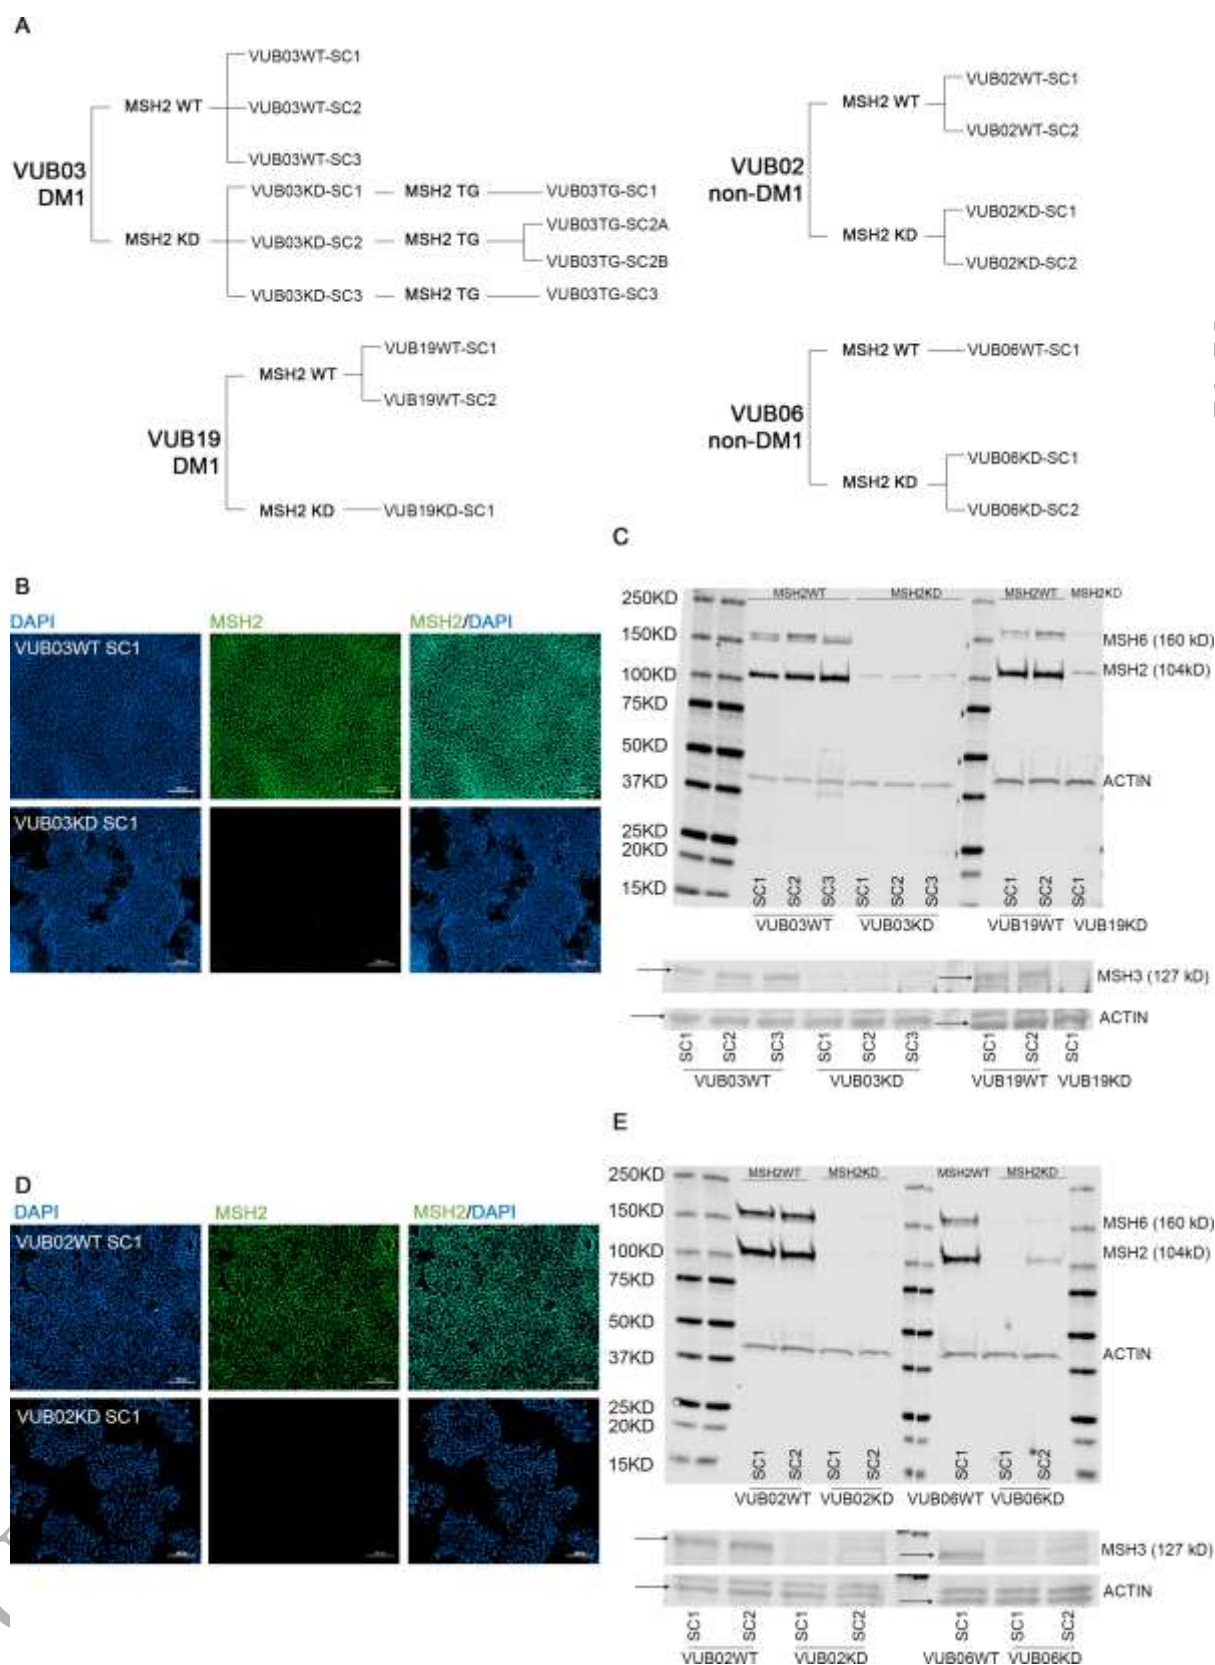 A
VUB03
DM1
MSH2 WT
VUB03WT-SC1
VUB03WT-SC2
VUB03WT-SC3
MSH2 KD
VUB03KD-SC1
MSH2 TG
VUB03TG-SC1
VUB03KD-SC2
MSH2 TG
VUB03TG-SC2A
VUB03TG-SC2B
VUB03KD-SC3
MSH2 TG
VUB03TG-SC3
VUB02
non-DM1
MSH2 WT
VUB02WT-SC1
VUB02WT-SC2
MSH2 KD
VUB02KD-SC1
VUB02KD-SC2
VUB19
DM1
MSH2 WT
VUB19WT-SC1
VUB19WT-SC2
MSH2 KD
VUB19KD-SC1
VUB06
non-DM1
MSH2 WT
VUB06WT-SC1
MSH2 KD
VUB06KD-SC1
VUB06KD-SC2
B
DAPI
MSH2
MSH2/DAPI
VUB03WT SC1
VUB03KD SC1
C
MSH2WT
MSH2KD
MSH2WT
MSH2KD
250KD
150KD
100KD
75KD
50KD
37KD
25KD
20KD
15KD
MSH6 (160 kD)
MSH2 (104kD)
ACTIN
SC1
SC2
SC3
SC1
SC2
SC3
SC1
SC2
SC1
VUB03WT
VUB03KD
VUB19WT
VUB19KD
MSH3 (127 kD)
ACTIN
SC1
SC2
SC3
SC1
SC2
SC3
SC1
SC2
SC1
VUB03WT
VUB03KD
VUB19WT
VUB19KD
D
DAPI
MSH2
MSH2/DAPI
VUB02WT SC1
VUB02KD SC1
E
MSH2WT
MSH2KD
MSH2WT
MSH2KD
250KD
150KD
100KD
75KD
50KD
37KD
25KD
20KD
15KD
MSH6 (160 kD)
MSH2 (104kD)
ACTIN
SC1
SC2
SC1
SC2
SC1
SC1
SC2
VUB02WT
VUB02KD
VUB06WT
VUB06KD
MSH3 (127 kD)
ACTIN
SC1
SC2
SC1
SC2
SC1
SC1
SC2
VUB02WT
VUB02KD
VUB06WT
VUB06KD